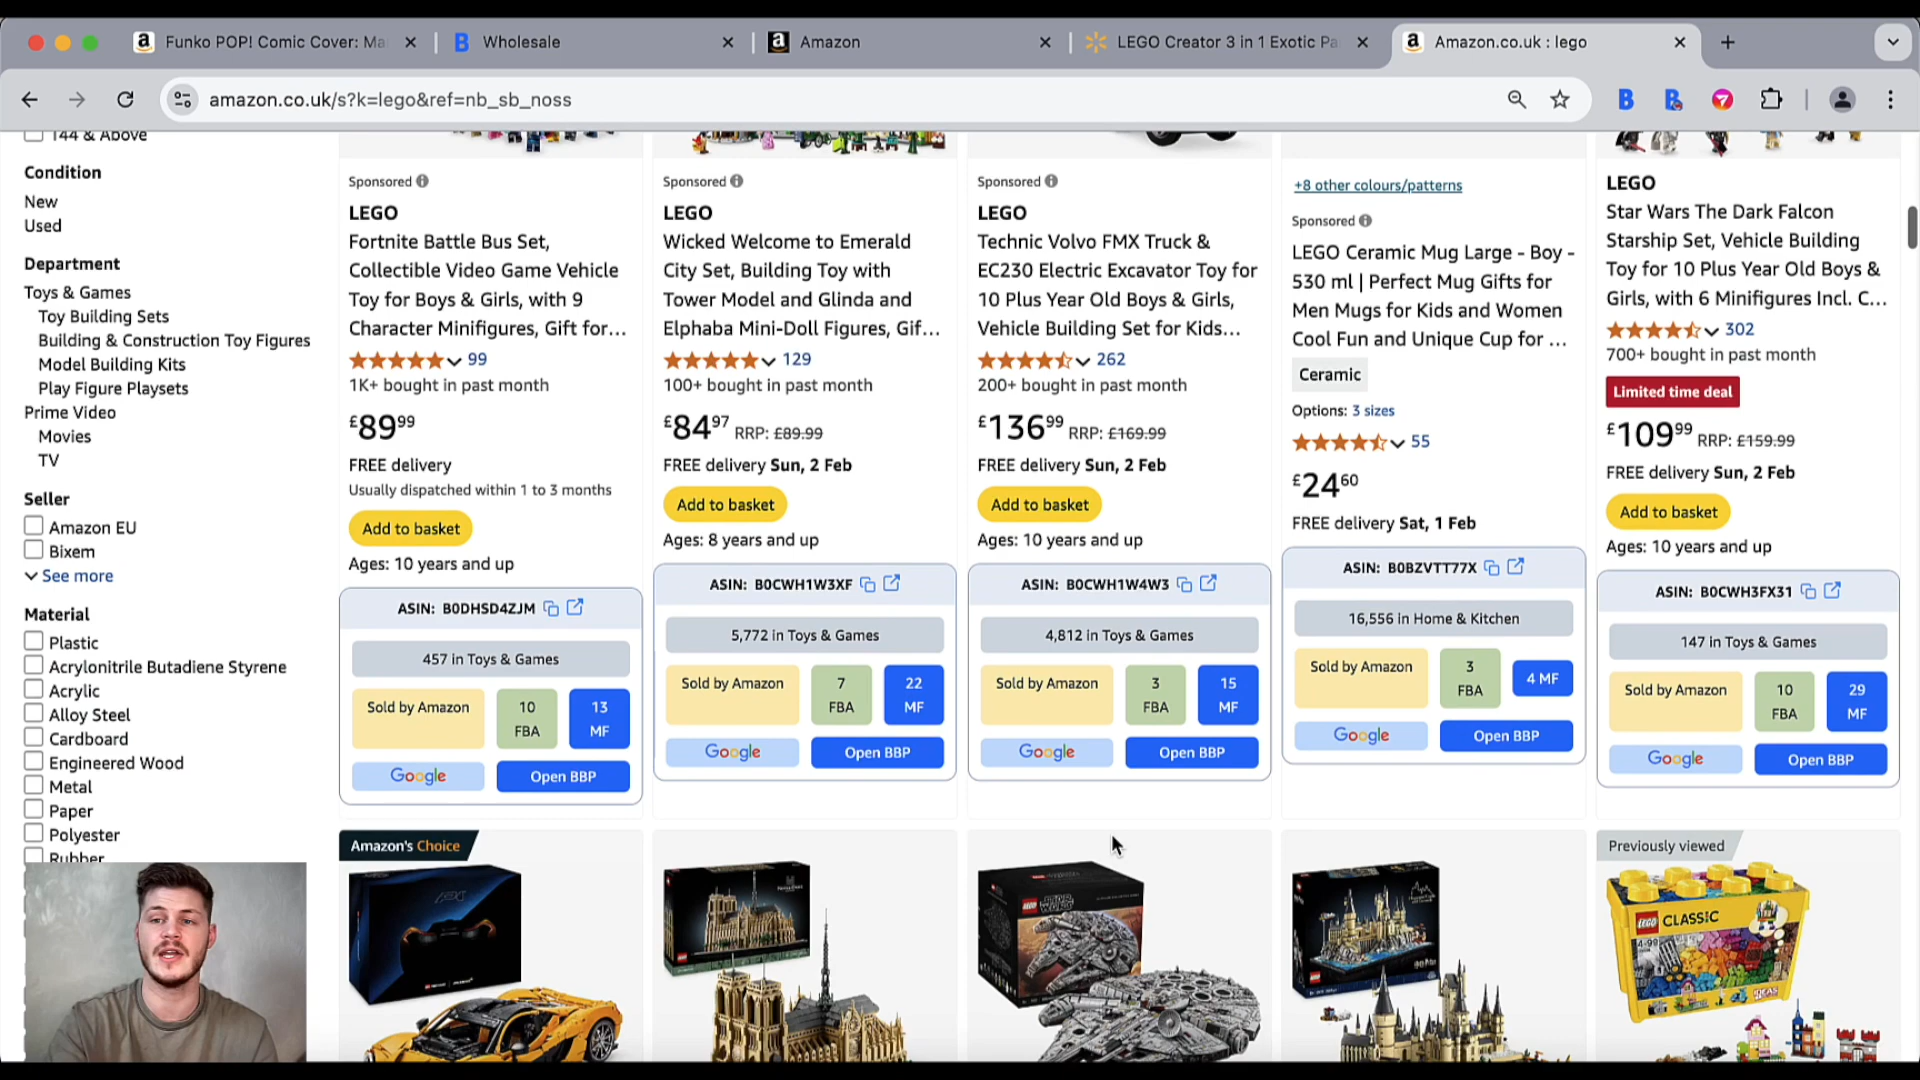 Funko POP! Comic Cover: Ma
Wholesale
Amazon
LEGO Creator 3 in 1 Exotic Pa
Amazon.co.uk : lego
amazon.co.uk/s?k=lego&ref=nb_sb_noss
144 & Above
Condition
New
Used
Department
Toys & Games
Toy Building Sets
Building & Construction Toy Figures
Model Building Kits
Play Figure Playsets
Prime Video
Movies
TV
Seller
Amazon EU
Bixem
See more
Material
Plastic
Acrylonitrile Butadiene Styrene
Acrylic
Alloy Steel
Cardboard
Engineered Wood
Metal
Paper
Polyester
Rubber
Sponsored
LEGO
Fortnite Battle Bus Set,
Collectible Video Game Vehicle
Toy for Boys & Girls, with 9
Character Minifigures, Gift for...
99
1K+ bought in past month
£89.99
FREE delivery
Usually dispatched within 1 to 3 months
Add to basket
Ages: 10 years and up
ASIN: B0DHSD4ZJM
457 in Toys & Games
Sold by Amazon
10
FBA
13
MF
Google
Open BBP
Sponsored
LEGO
Wicked Welcome to Emerald
City Set, Building Toy with
Tower Model and Glinda and
Elphaba Mini-Doll Figures, Gif...
129
100+ bought in past month
£84.97 RRP: £89.99
FREE delivery Sun, 2 Feb
Add to basket
Ages: 8 years and up
ASIN: B0CWH1W3XF
5,772 in Toys & Games
Sold by Amazon
7
FBA
22
MF
Google
Open BBP
Sponsored
LEGO
Technic Volvo FMX Truck &
EC230 Electric Excavator Toy for
10 Plus Year Old Boys & Girls,
Vehicle Building Set for Kids...
262
200+ bought in past month
£136.99 RRP: £169.99
FREE delivery Sun, 2 Feb
Add to basket
Ages: 10 years and up
ASIN: B0CWH1W4W3
4,812 in Toys & Games
Sold by Amazon
3
FBA
15
MF
Google
Open BBP
+8 other colours/patterns
Sponsored
LEGO Ceramic Mug Large - Boy -
530 ml | Perfect Mug Gifts for
Men Mugs for Kids and Women
Cool Fun and Unique Cup for ...
Ceramic
Options: 3 sizes
55
£24.60
FREE delivery Sat, 1 Feb
ASIN: B0BZVTT77X
16,556 in Home & Kitchen
Sold by Amazon
3
FBA
4 MF
Google
Open BBP
LEGO
Star Wars The Dark Falcon
Starship Set, Vehicle Building
Toy for 10 Plus Year Old Boys &
Girls, with 6 Minifigures Incl. C...
302
700+ bought in past month
Limited time deal
£109.99 RRP: £159.99
FREE delivery Sun, 2 Feb
Add to basket
Ages: 10 years and up
ASIN: B0CWH3FX31
147 in Toys & Games
Sold by Amazon
10
FBA
29
MF
Google
Open BBP
Amazon's Choice
Previously viewed
LEGO
CLASSIC
4-99